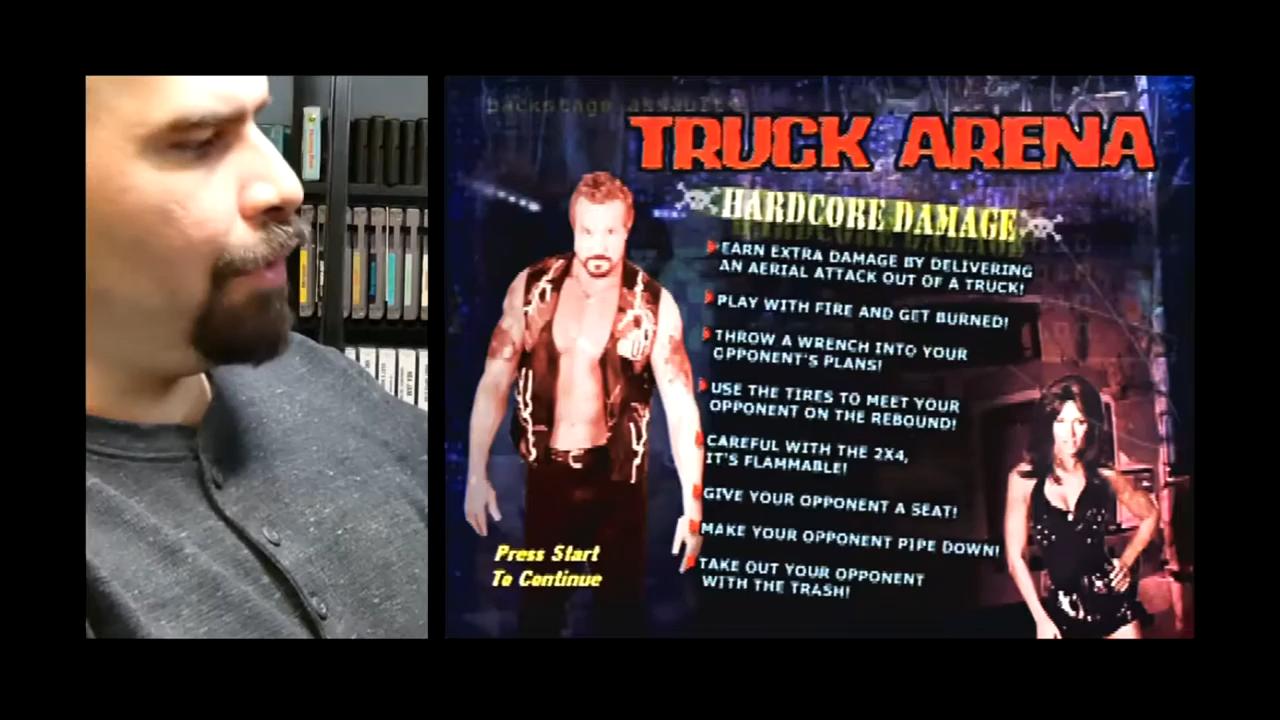 backstage assault
TRUCK ARENA
HARDCORE DAMAGE
EARN EXTRA DAMAGE BY DELIVERING
AN AERIAL ATTACK OUT OF A TRUCK!
PLAY WITH FIRE AND GET BURNED!
THROW A WRENCH INTO YOUR
OPPONENT'S PLANS!
USE THE TIRES TO MEET YOUR
OPPONENT ON THE REBOUND!
CAREFUL WITH THE 2X4,
IT'S FLAMMABLE!
GIVE YOUR OPPONENT A SEAT!
MAKE YOUR OPPONENT PIPE DOWN!
TAKE OUT YOUR OPPONENT
WITH THE TRASH!
Press Start
To Continue